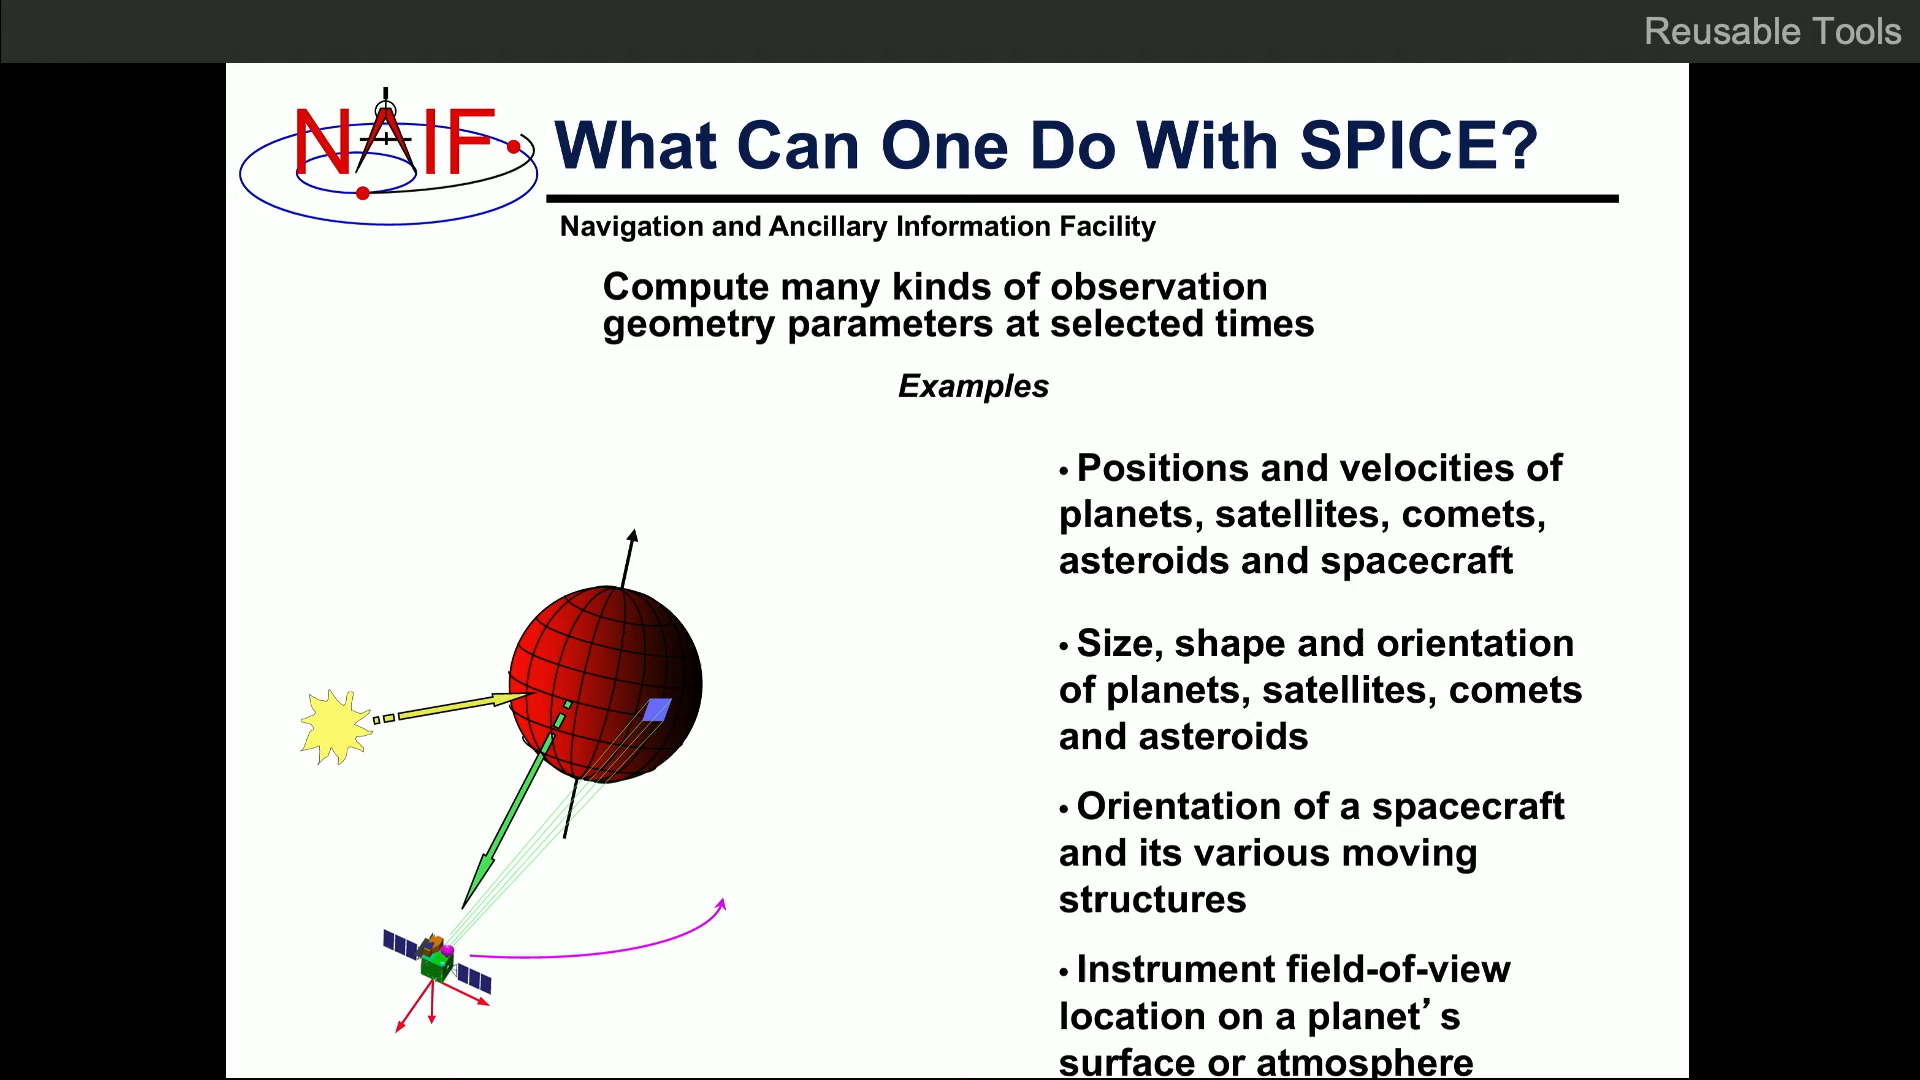 Reusable Tools
NAIF
What Can One Do With SPICE?
Navigation and Ancillary Information Facility
Compute many kinds of observation
geometry parameters at selected times
Examples
• Positions and velocities of
planets, satellites, comets,
asteroids and spacecraft
• Size, shape and orientation
of planets, satellites, comets
and asteroids
• Orientation of a spacecraft
and its various moving
structures
• Instrument field-of-view
location on a planet’ s
surface or atmosphere